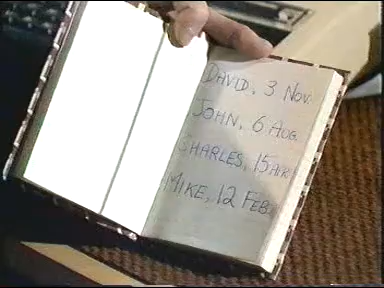 DAVID, 3 NOV
JOHN, 6 AUG
CHARLES, 15 APR
MIKE, 12 FEB